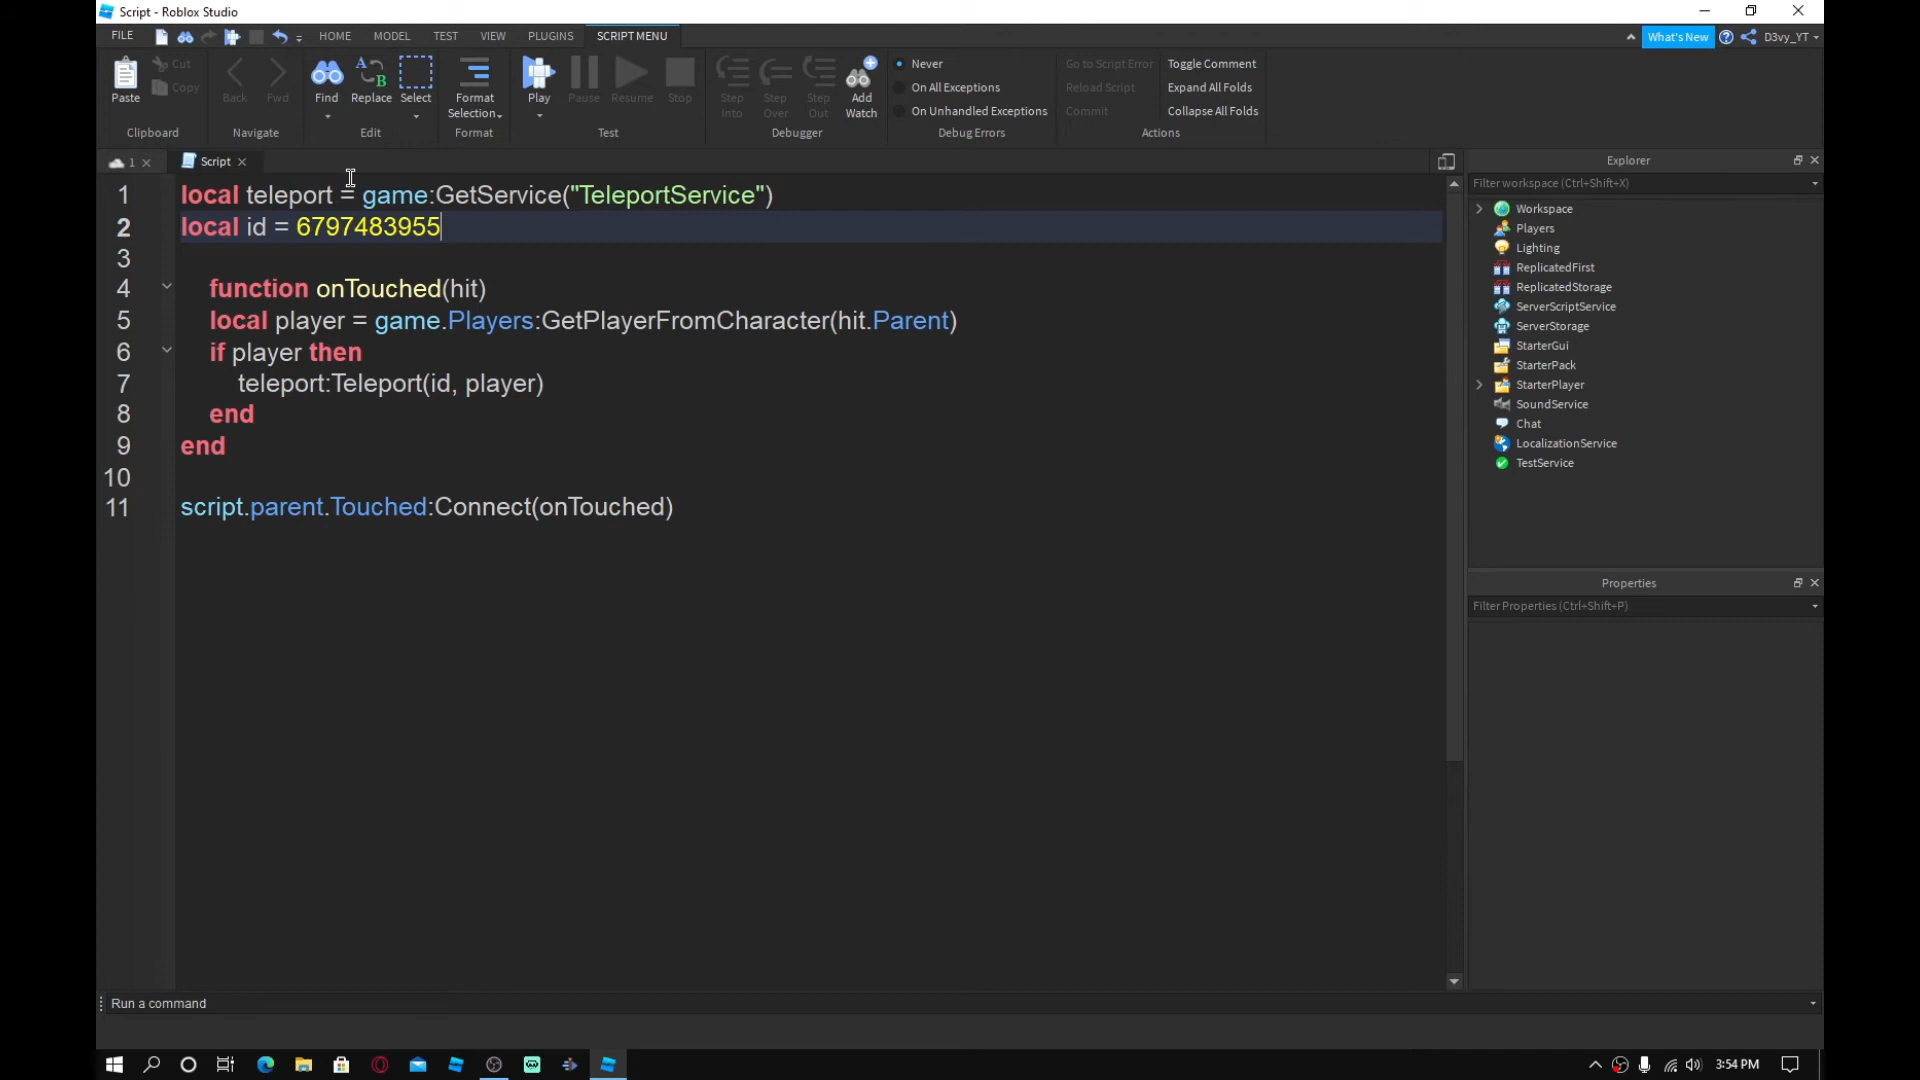 Script - Roblox Studio
FILE HOME MODEL TEST VIEW PLUGINS SCRIPT MENU What's New D3vy_YT
Paste Cut Copy
Clipboard
Back Fwd
Navigate
Find Replace Select
Edit
Format Selection
Format
Play Pause Resume Stop
Test
Step Into Step Over Step Out Add Watch
Debugger
Never
On All Exceptions
On Unhandled Exceptions
Debug Errors
Go to Script Error Toggle Comment
Reload Script Expand All Folds
Commit Collapse All Folds
Actions
1 Script
1 local teleport = game:GetService("TeleportService")
2 local id = 6797483955
3
4 function onTouched(hit)
5 local player = game.Players:GetPlayerFromCharacter(hit.Parent)
6 if player then
7 teleport:Teleport(id, player)
8 end
9 end
10
11 script.parent.Touched:Connect(onTouched)
Explorer
Filter workspace (Ctrl+Shift+X)
Workspace
Players
Lighting
ReplicatedFirst
ReplicatedStorage
ServerScriptService
ServerStorage
StarterGui
StarterPack
StarterPlayer
SoundService
Chat
LocalizationService
TestService
Properties
Filter Properties (Ctrl+Shift+P)
Run a command
3:54 PM